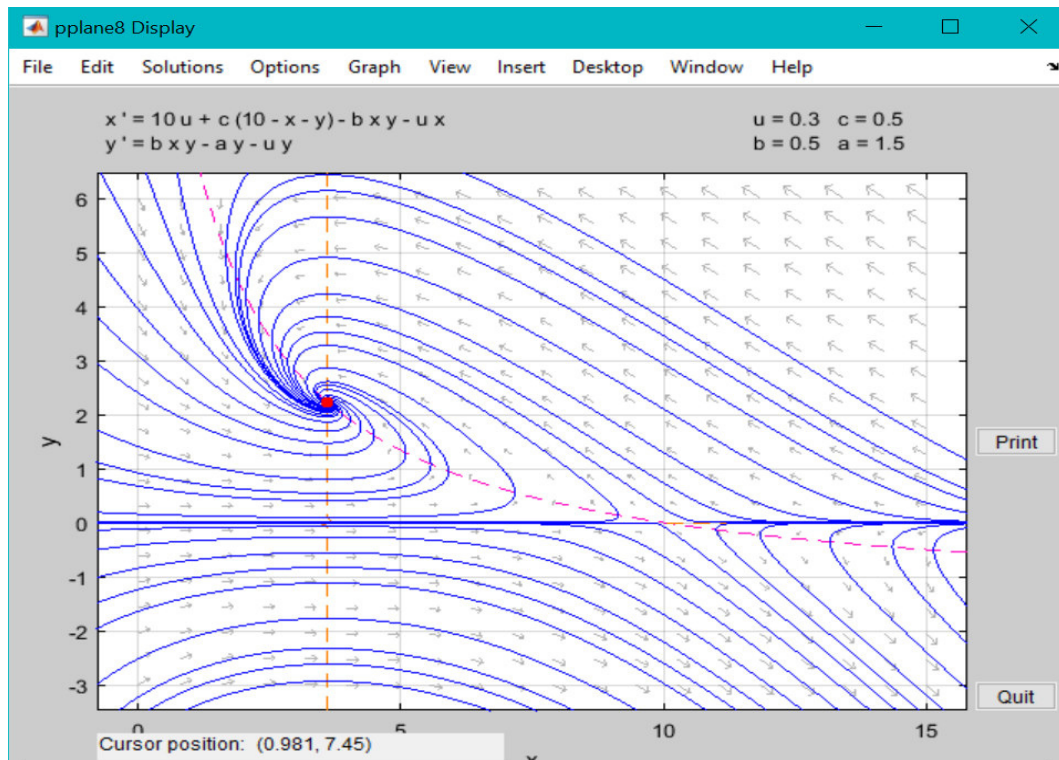 pplane8 Display
File Edit Solutions Options Graph View Insert Desktop Window Help
x ' = 10 u + c (10 - x - y) - b x y - u x
y ' = b x y - a y - u y
u = 0.3 c = 0.5
b = 0.5 a = 1.5
6
5
4
3
2
1
0
-1
-2
-3
y
Print
Quit
0 5 10 15
x
Cursor position: (0.981, 7.45)